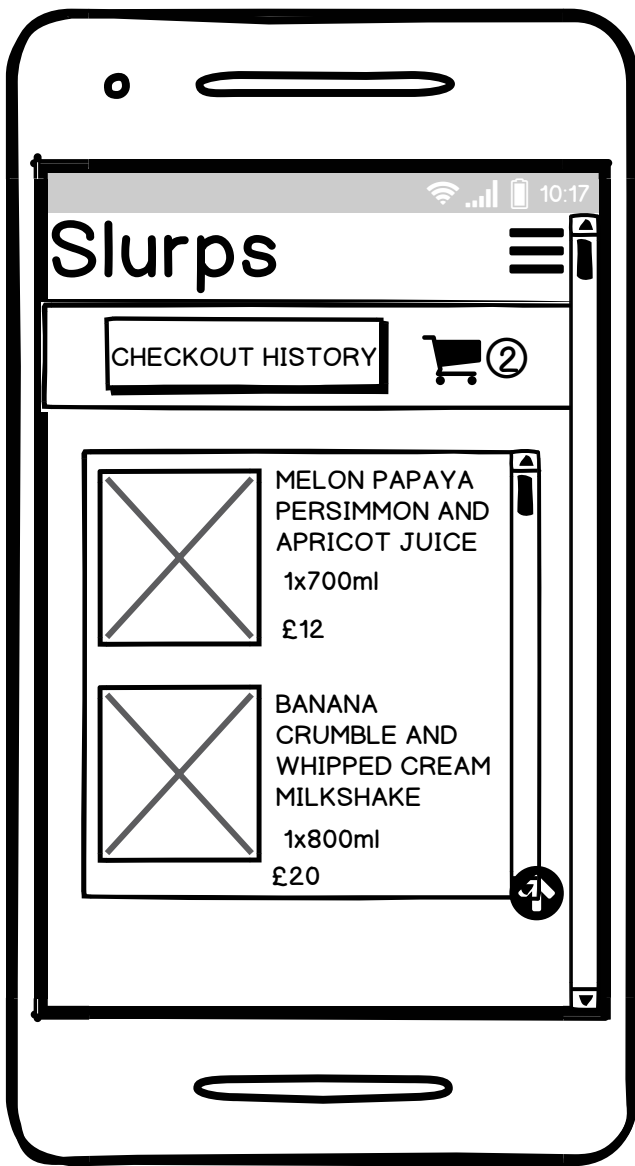 10:17
Slurps
CHECKOUT HISTORY
2
MELON PAPAYA
PERSIMMON AND
APRICOT JUICE
1x700ml
£12
BANANA
CRUMBLE AND
WHIPPED CREAM
MILKSHAKE
1x800ml
£20